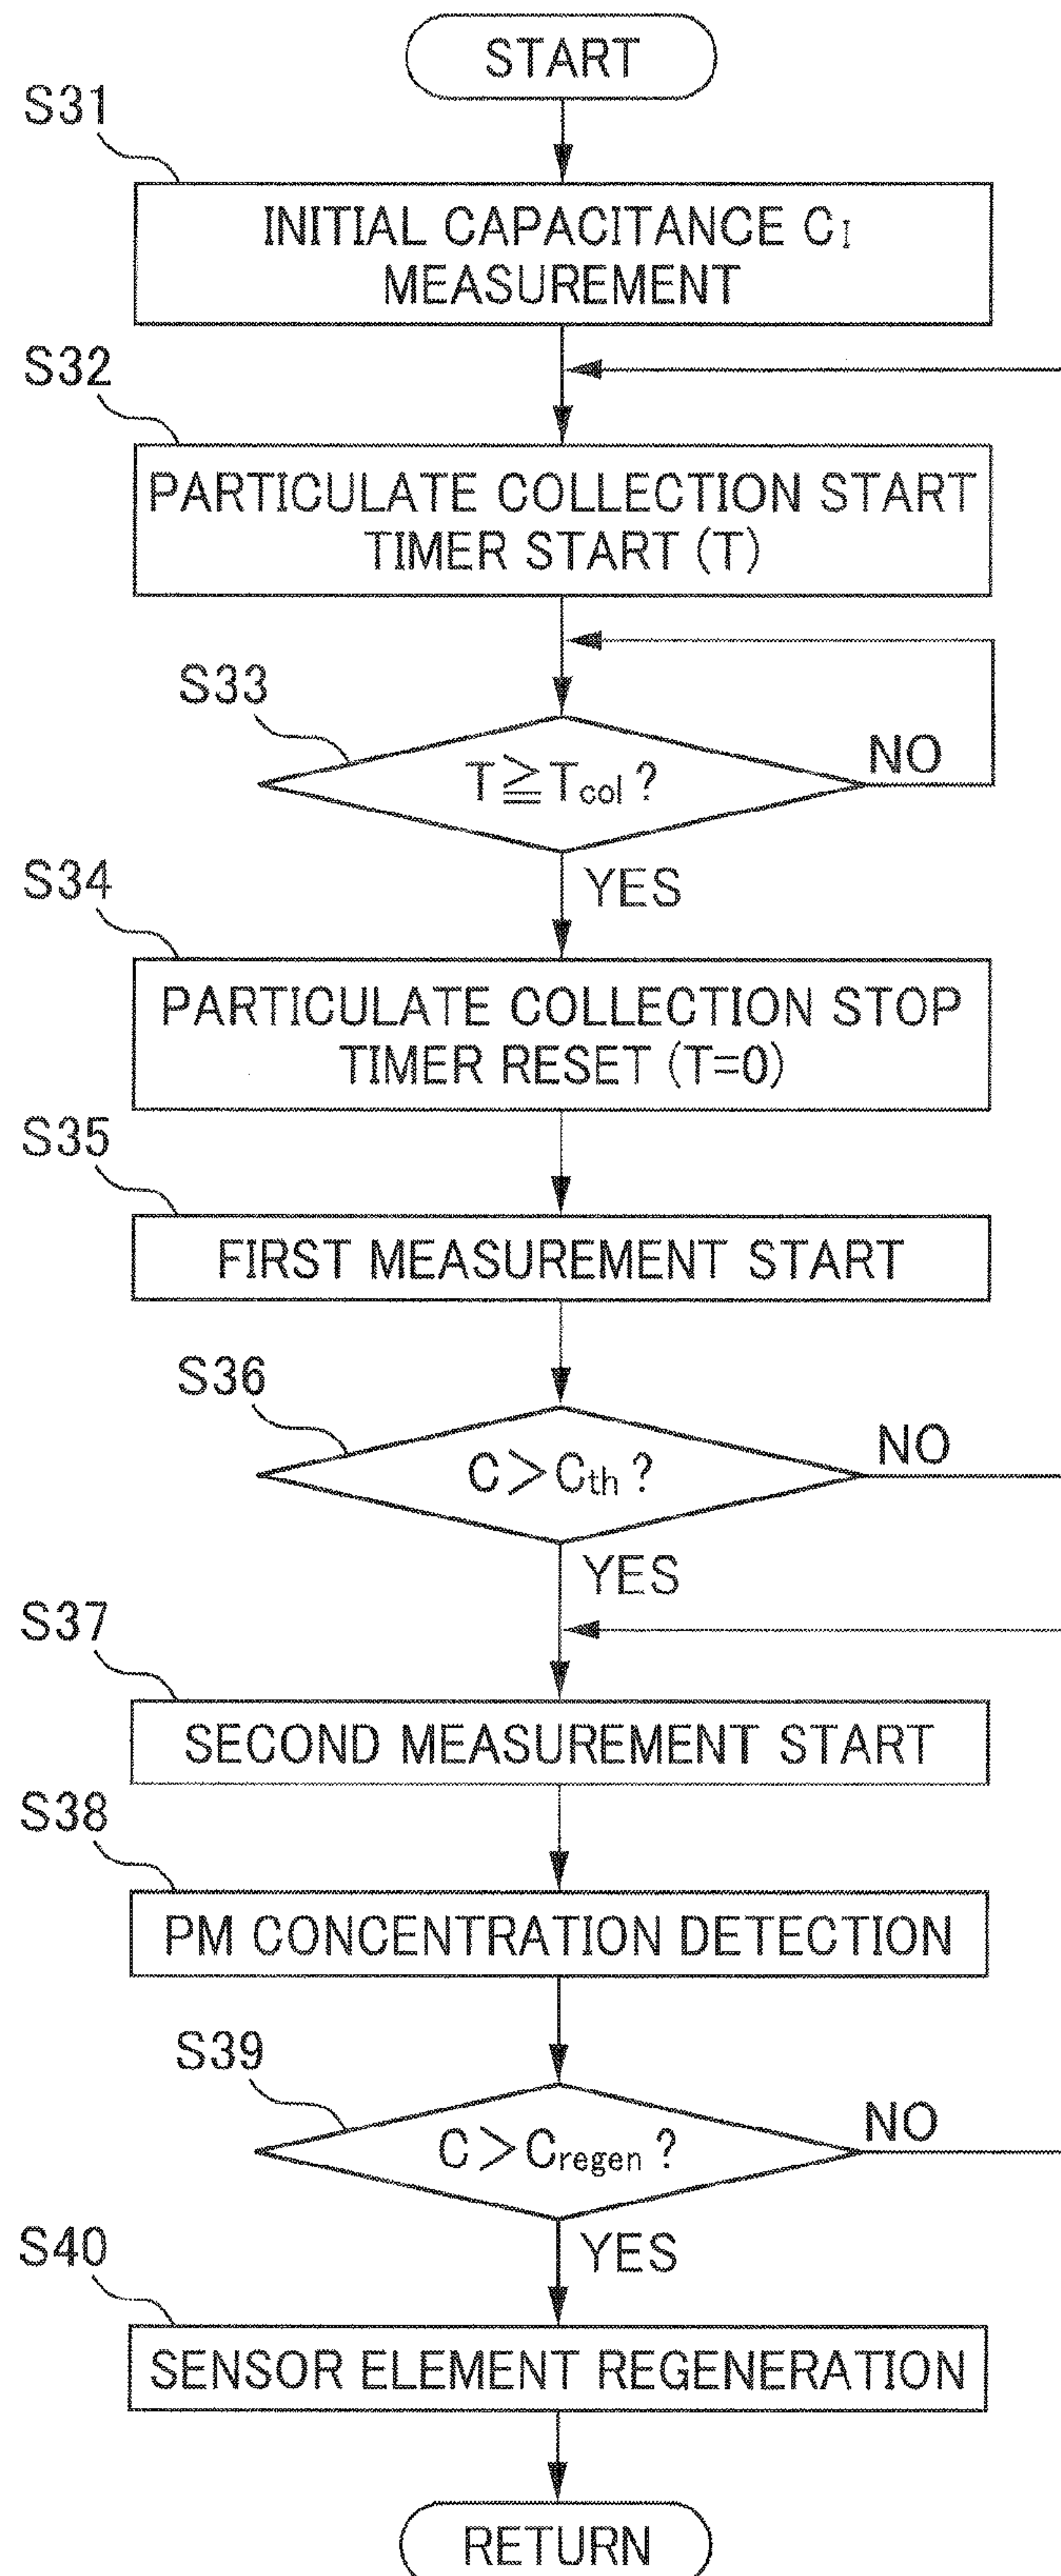 START
S31
INITIAL CAPACITANCE CI
MEASUREMENT
S32
PARTICULATE COLLECTION START
TIMER START (T)
S33
T≧Tcol ?
NO
YES
S34
PARTICULATE COLLECTION STOP
TIMER RESET (T=0)
S35
FIRST MEASUREMENT START
S36
C>Cth ?
NO
YES
S37
SECOND MEASUREMENT START
S38
PM CONCENTRATION DETECTION
S39
C>Cregen ?
NO
YES
S40
SENSOR ELEMENT REGENERATION
RETURN